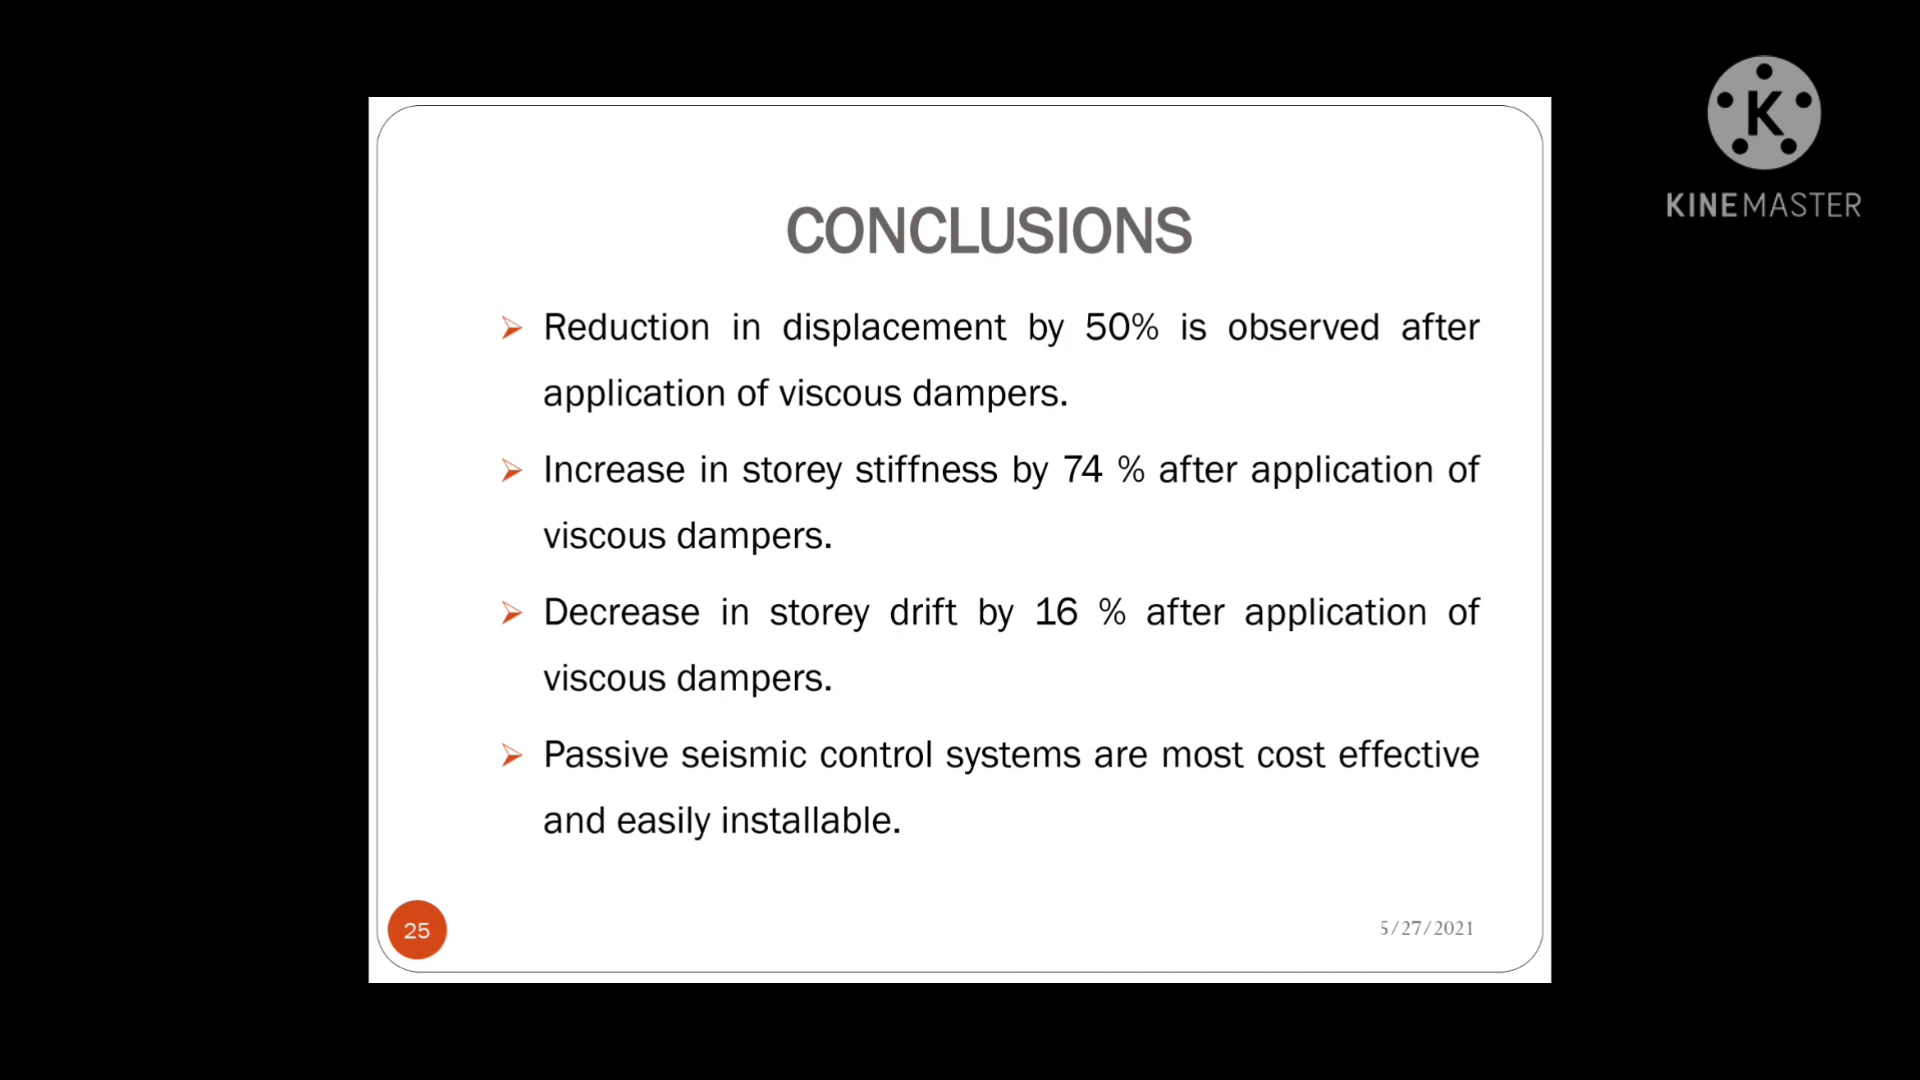 K
KINEMASTER
CONCLUSIONS
Reduction in displacement by 50% is observed after
application of viscous dampers.
Increase in storey stiffness by 74 % after application of
viscous dampers.
Decrease in storey drift by 16 % after application of
viscous dampers.
Passive seismic control systems are most cost effective
and easily installable.
25
5/27/2021